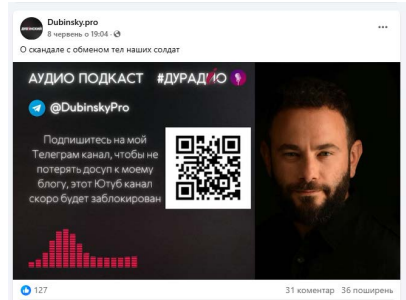 Dubinsky.pro
8 червень о 19:04
О скандале с обменом тел наших солдат
АУДИО ПОДКАСТ #ДУРАДИО
@DubinskyPro
Подпишитесь на мой
Телеграм канал, чтобы не
потерять досуп к моему
блогу, этот Ютуб канал
скоро будет заблокирован
127
31 коментар 36 поширень